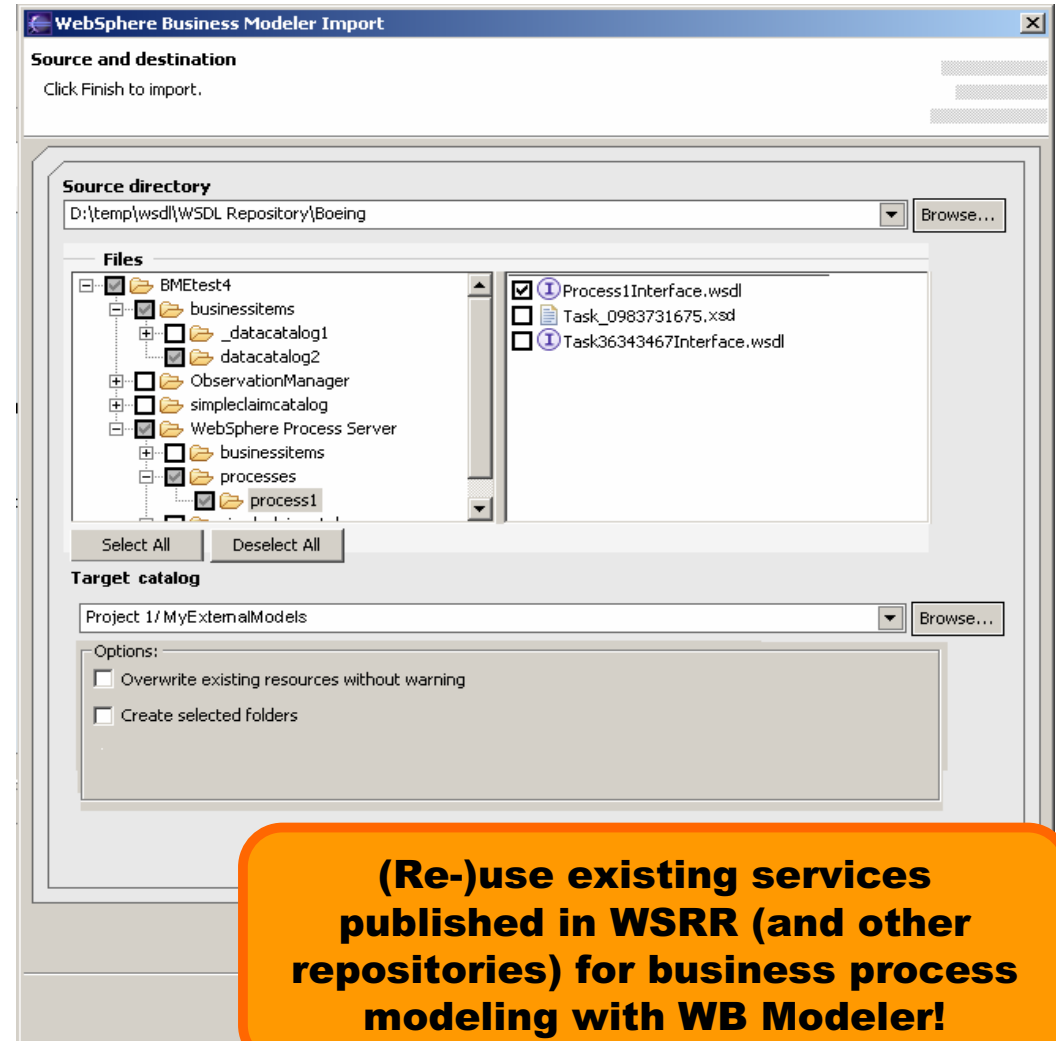 WebSphere Business Modeler Import
Source and destination
Click Finish to import.
Source directory
D:\temp\wsdl\WSDL Repository\Boeing
Browse...
Files
BMEtest4
businessitems
_datacatalog1
datacatalog2
ObservationManager
simpleclaimcatalog
WebSphere Process Server
businessitems
processes
process1
Process1Interface.wsdl
Task_0983731675.xsd
Task36343467Interface.wsdl
Select All
Deselect All
Target catalog
Project 1/MyExternalModels
Browse...
Options:
Overwrite existing resources without warning
Create selected folders
(Re-)use existing services
published in WSRR (and other
repositories) for business process
modeling with WB Modeler!